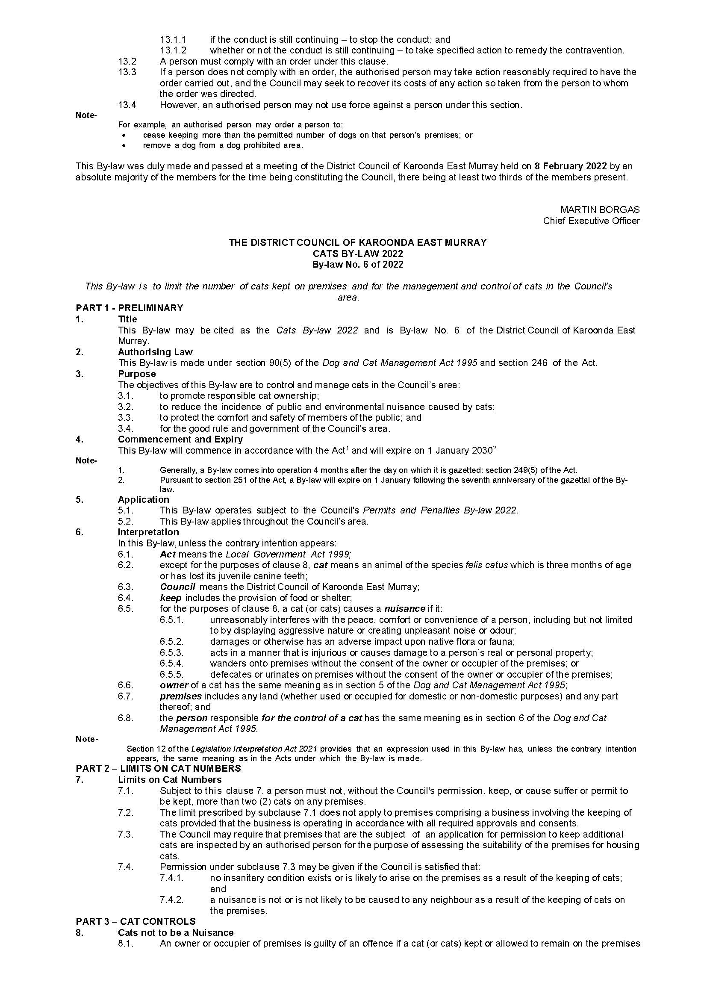 13.1.1 if the conduct is still continuing – to stop the conduct; and
13.1.2 whether or not the conduct is still continuing – to take specified action to remedy the contravention.
13.2 A person must comply with an order under this clause.
13.3 If a person does not comply with an order, the authorised person may take action reasonably required to have the
order carried out, and the Council may seek to recover its costs of any action so taken from the person to whom
the order was directed.
13.4 However, an authorised person may not use force against a person under this section.
Note-
For example, an authorised person may order a person to:
• cease keeping more than the permitted number of dogs on that person's premises; or
• remove a dog from a dog prohibited area.
This By-law was duly made and passed at a meeting of the District Council of Karoonda East Murray held on 8 February 2022 by an
absolute majority of the members for the time being constituting the Council, there being at least two thirds of the members present.
MARTIN BORGAS
Chief Executive Officer
THE DISTRICT COUNCIL OF KAROONDA EAST MURRAY
CATS BY-LAW 2022
By-law No. 6 of 2022
This By-law is to limit the number of cats kept on premises and for the management and control of cats in the Council's
area.
PART 1 - PRELIMINARY
1. Title
This By-law may be cited as the Cats By-law 2022 and is By-law No. 6 of the District Council of Karoonda East
Murray.
2. Authorising Law
This By-law is made under section 90(5) of the Dog and Cat Management Act 1995 and section 246 of the Act.
3. Purpose
The objectives of this By-law are to control and manage cats in the Council's area:
3.1. to promote responsible cat ownership;
3.2. to reduce the incidence of public and environmental nuisance caused by cats;
3.3. to protect the comfort and safety of members of the public; and
3.4. for the good rule and government of the Council's area.
4. Commencement and Expiry
This By-law will commence in accordance with the Act1 and will expire on 1 January 20302.
Note-
1. Generally, a By-law comes into operation 4 months after the day on which it is gazetted: section 249(5) of the Act.
2. Pursuant to section 251 of the Act, a By-law will expire on 1 January following the seventh anniversary of the gazettal of the By-
law.
5. Application
5.1. This By-law operates subject to the Council's Permits and Penalties By-law 2022.
5.2. This By-law applies throughout the Council's area.
6. Interpretation
In this By-law, unless the contrary intention appears:
6.1. Act means the Local Government Act 1999;
6.2. except for the purposes of clause 8, cat means an animal of the species felis catus which is three months of age
or has lost its juvenile canine teeth;
6.3. Council means the District Council of Karoonda East Murray;
6.4. keep includes the provision of food or shelter;
6.5. for the purposes of clause 8, a cat (or cats) causes a nuisance if it:
6.5.1. unreasonably interferes with the peace, comfort or convenience of a person, including but not limited
to by displaying aggressive nature or creating unpleasant noise or odour;
6.5.2. damages or otherwise has an adverse impact upon native flora or fauna;
6.5.3. acts in a manner that is injurious or causes damage to a person's real or personal property;
6.5.4. wanders onto premises without the consent of the owner or occupier of the premises; or
6.5.5. defecates or urinates on premises without the consent of the owner or occupier of the premises;
6.6. owner of a cat has the same meaning as in section 5 of the Dog and Cat Management Act 1995;
6.7. premises includes any land (whether used or occupied for domestic or non-domestic purposes) and any part
thereof; and
6.8. the person responsible for the control of a cat has the same meaning as in section 6 of the Dog and Cat
Management Act 1995.
Note-
Section 12 of the Legislation Interpretation Act 2021 provides that an expression used in this By-law has, unless the contrary intention
appears, the same meaning as in the Acts under which the By-law is made.
PART 2 – LIMITS ON CAT NUMBERS
7. Limits on Cat Numbers
7.1. Subject to this clause 7, a person must not, without the Council's permission, keep, or cause suffer or permit to
be kept, more than two (2) cats on any premises.
7.2. The limit prescribed by subclause 7.1 does not apply to premises comprising a business involving the keeping of
cats provided that the business is operating in accordance with all required approvals and consents.
7.3. The Council may require that premises that are the subject of an application for permission to keep additional
cats are inspected by an authorised person for the purpose of assessing the suitability of the premises for housing
cats.
7.4. Permission under subclause 7.3 may be given if the Council is satisfied that:
7.4.1. no insanitary condition exists or is likely to arise on the premises as a result of the keeping of cats;
and
7.4.2. a nuisance is not or is not likely to be caused to any neighbour as a result of the keeping of cats on
the premises.
PART 3 – CAT CONTROLS
8. Cats not to be a Nuisance
8.1. An owner or occupier of premises is guilty of an offence if a cat (or cats) kept or allowed to remain on the premises